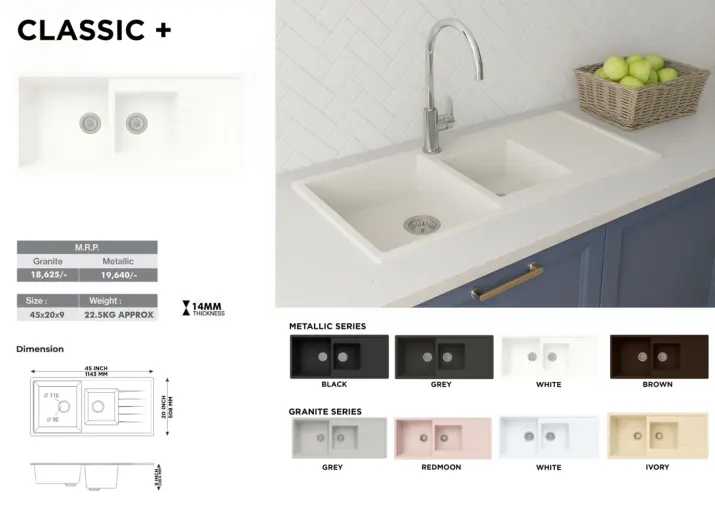 CLASSIC +
M.R.P.
Granite Metallic
18,625/- 19,640/-
Size : Weight :
45x20x9 22.5KG APPROX
14MM
THICKNESS
Dimension
45 INCH
1143 MM
Ø 110
Ø 90
20 INCH
508 MM
9 INCH
METALLIC SERIES
BLACK GREY WHITE BROWN
GRANITE SERIES
GREY REDMOON WHITE IVORY